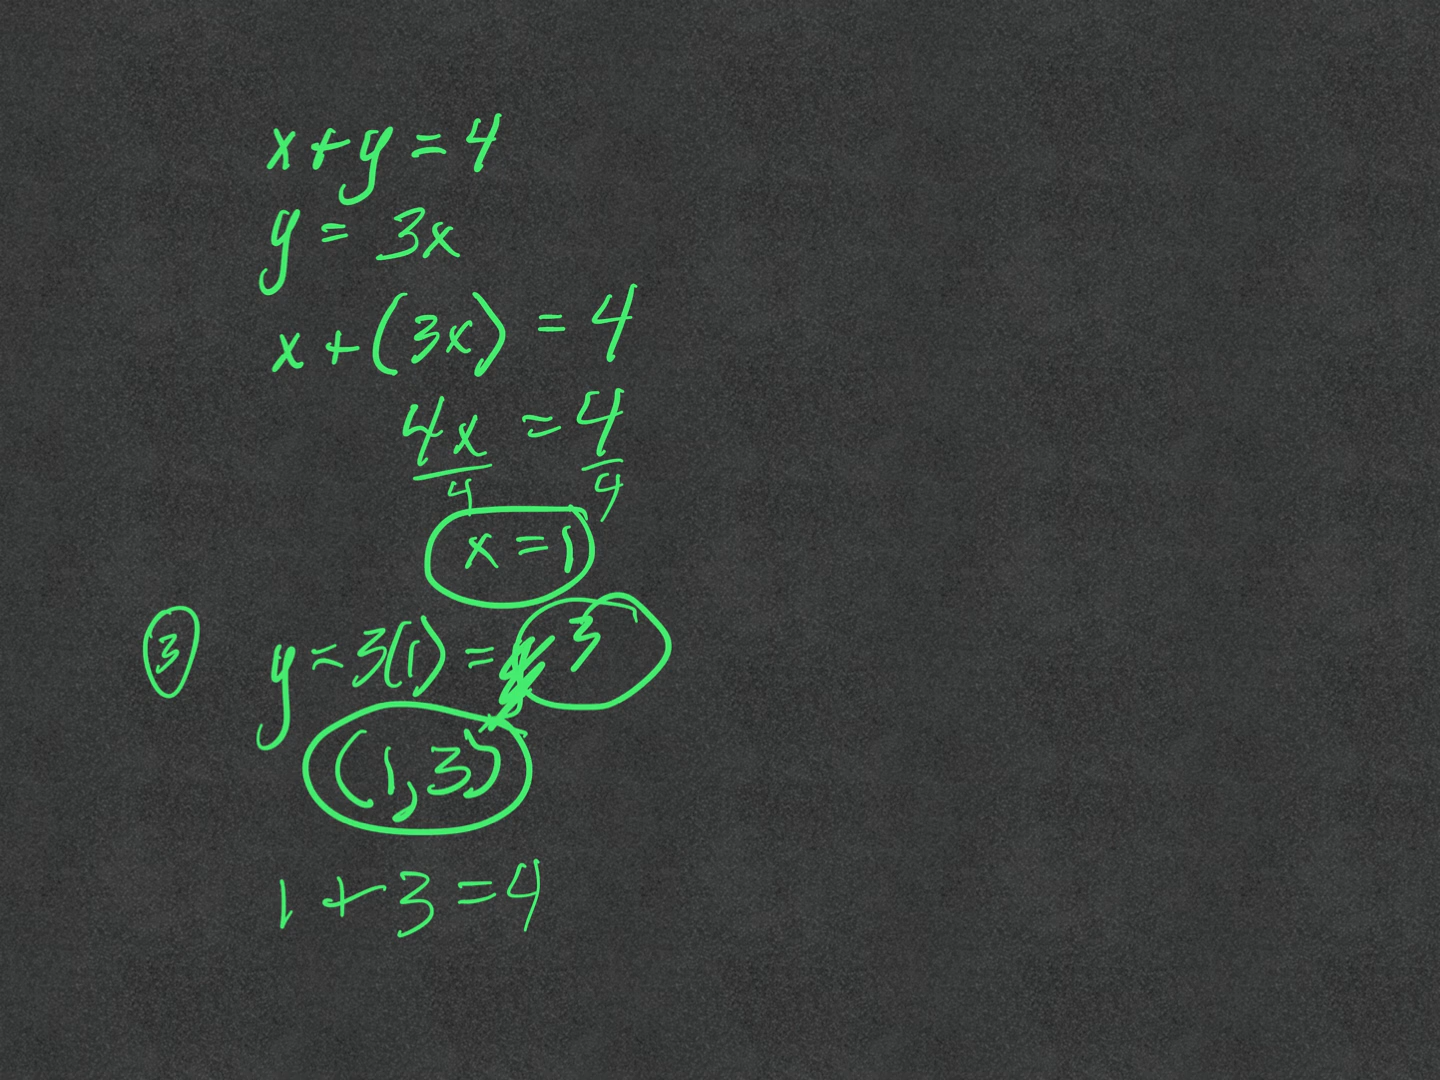 x+y=4
y = 3x
x+(3x) = 4
4x = 4
4 4
x=1
3 y=3(1) = 3
(1,3)
1+3=4